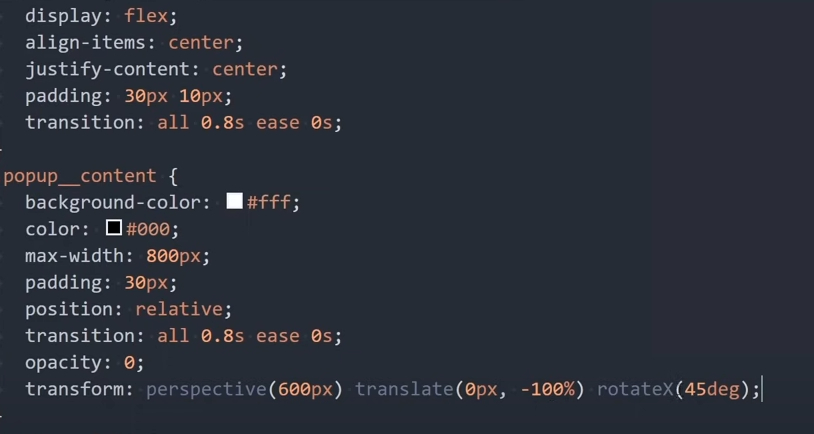 display: flex;
align-items: center;
justify-content: center;
padding: 30px 10px;
transition: all 0.8s ease 0s;
popup__content {
background-color: #fff;
color: #000;
max-width: 800px;
padding: 30px;
position: relative;
transition: all 0.8s ease 0s;
opacity: 0;
transform: perspective(600px) translate(0px, -100%) rotateX(45deg);